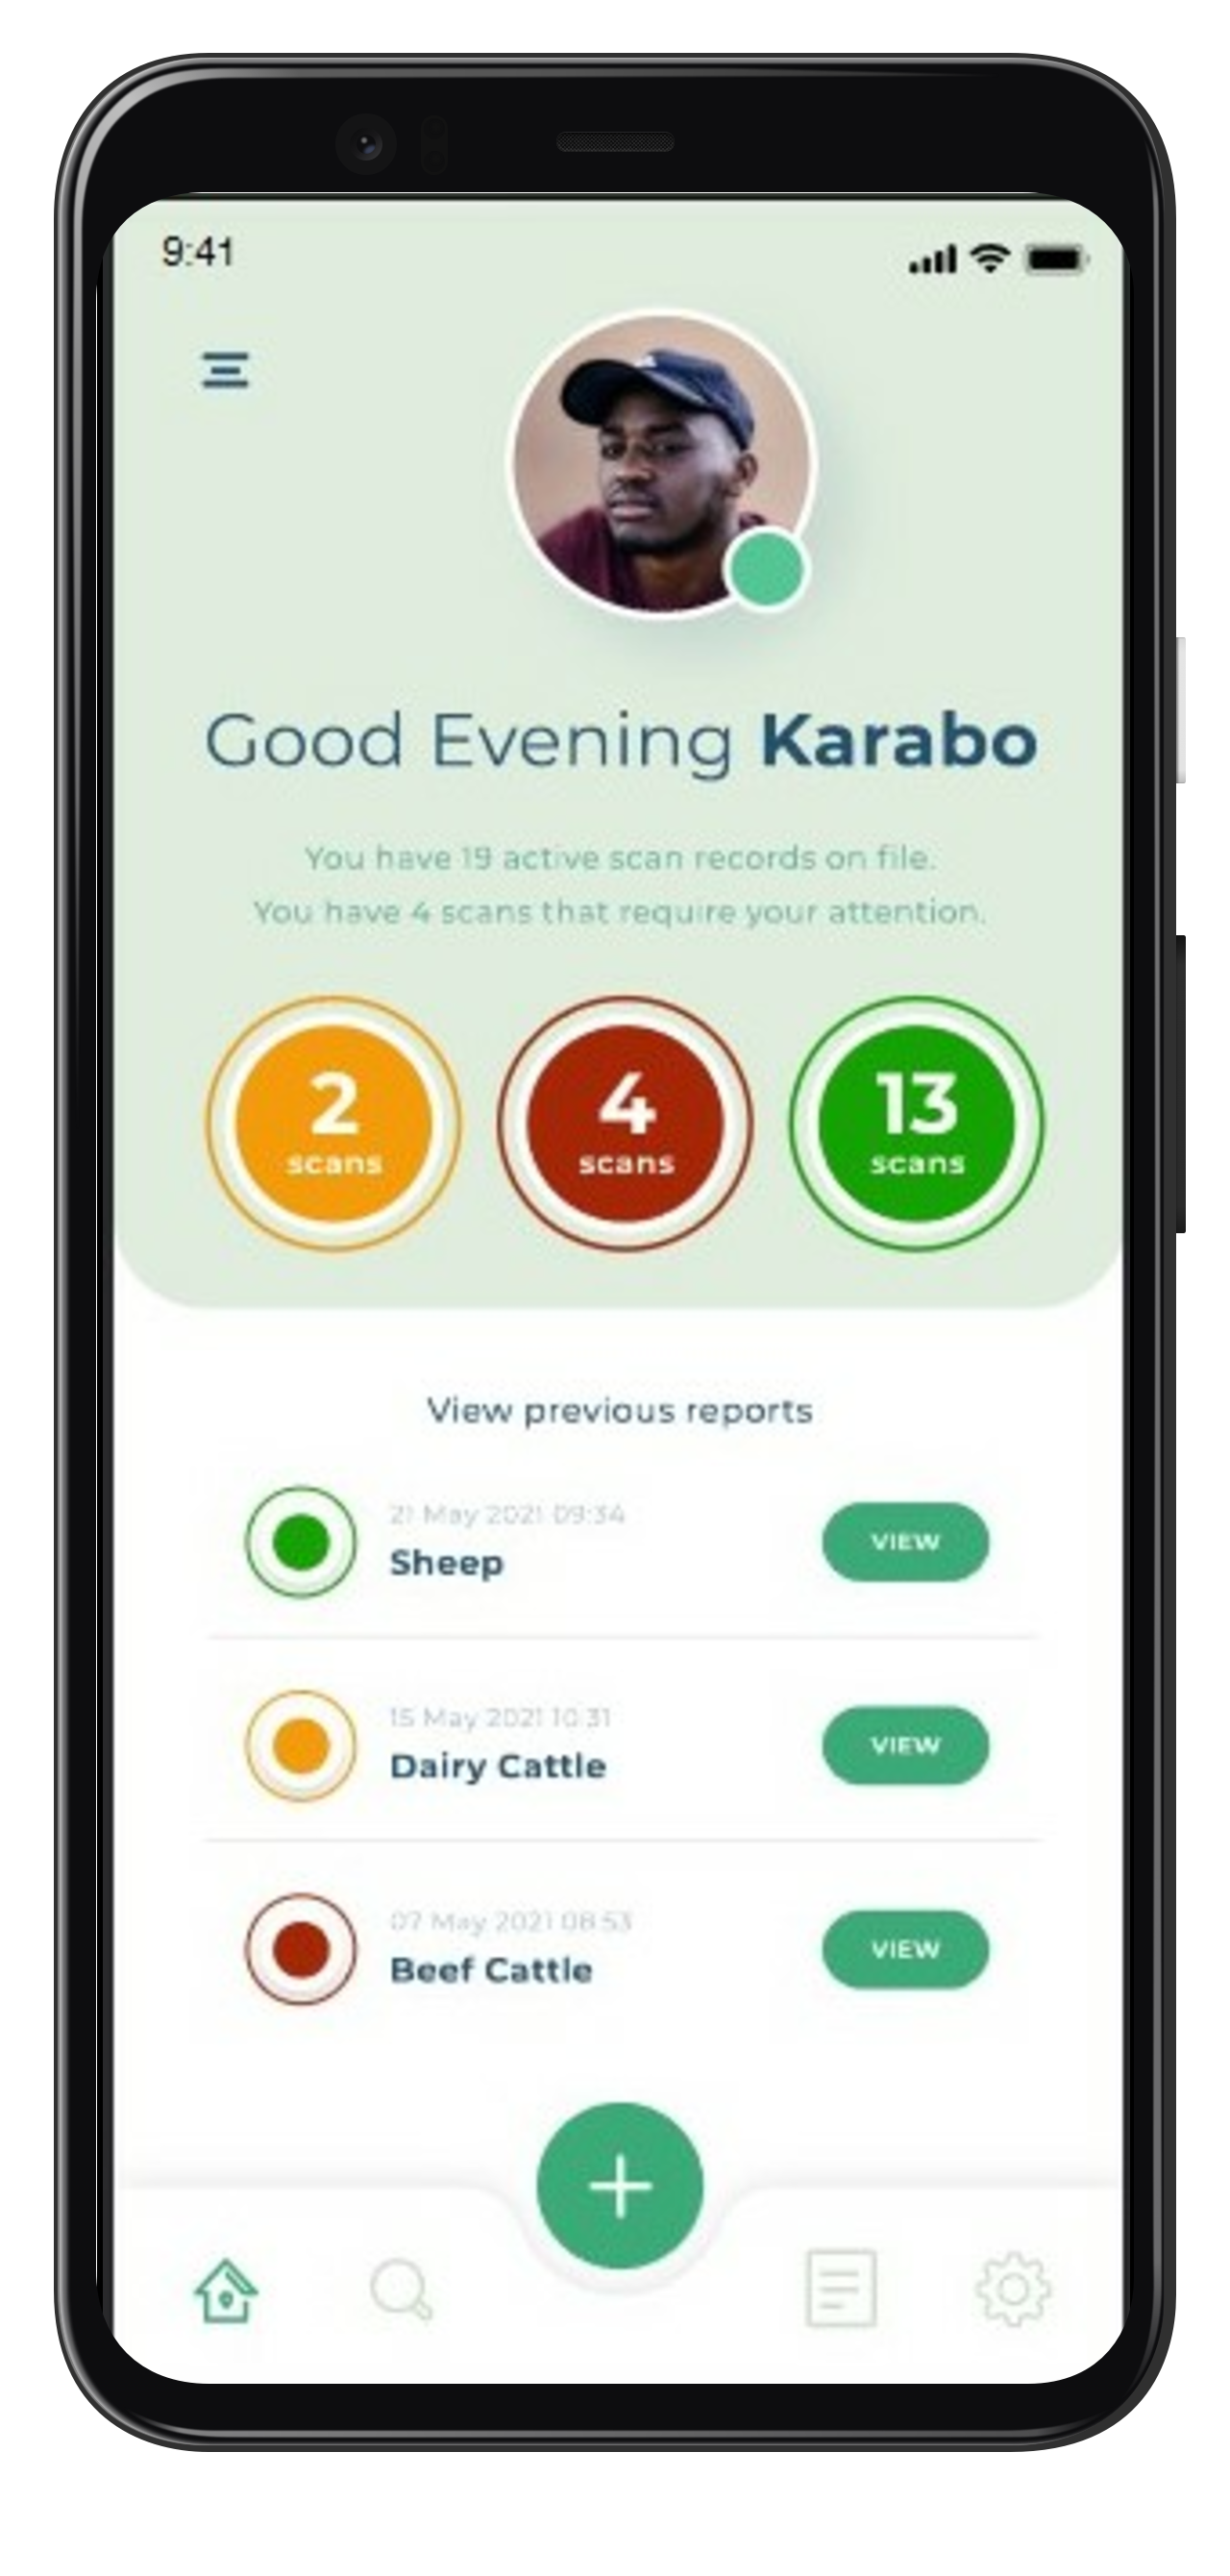 9:41
Good Evening Karabo
You have 19 active scan records on file.
You have 4 scans that require your attention.
2
scans
4
scans
13
scans
View previous reports
21 May 2021 09:34
Sheep
VIEW
15 May 2021 10:31
Dairy Cattle
VIEW
07 May 2021 08:53
Beef Cattle
VIEW